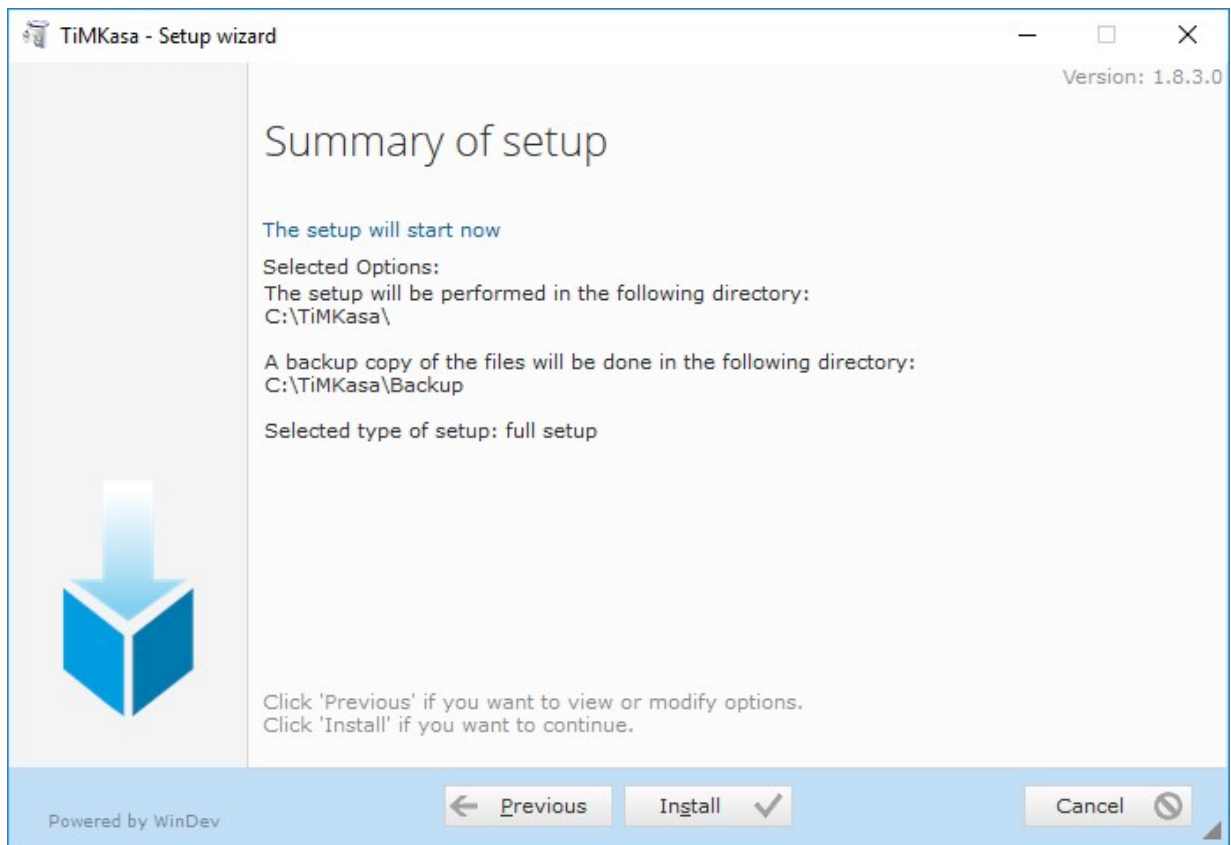 TiMKasa - Setup wizard
Version: 1.8.3.0
Summary of setup
The setup will start now
Selected Options:
The setup will be performed in the following directory:
C:\TiMKasa\
A backup copy of the files will be done in the following directory:
C:\TiMKasa\Backup
Selected type of setup: full setup
Click 'Previous' if you want to view or modify options.
Click 'Install' if you want to continue.
Powered by WinDev
Previous
Install
Cancel